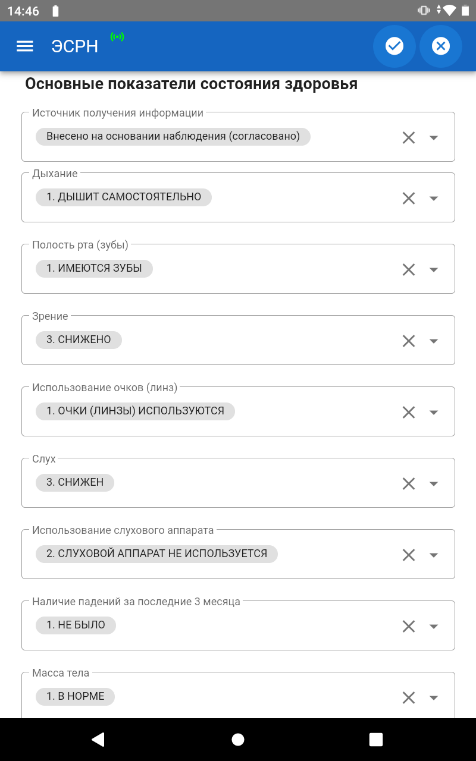 14:46
ЭСРН
Основные показатели состояния здоровья
Источник получения информации
Внесено на основании наблюдения (согласовано)
Дыхание
1. ДЫШИТ САМОСТОЯТЕЛЬНО
Полость рта (зубы)
1. ИМЕЮТСЯ ЗУБЫ
Зрение
3. СНИЖЕНО
Использование очков (линз)
1. ОЧКИ (ЛИНЗЫ) ИСПОЛЬЗУЮТСЯ
Слух
3. СНИЖЕН
Использование слухового аппарата
2. СЛУХОВОЙ АППАРАТ НЕ ИСПОЛЬЗУЕТСЯ
Наличие падений за последние 3 месяца
1. НЕ БЫЛО
Масса тела
1. В НОРМЕ